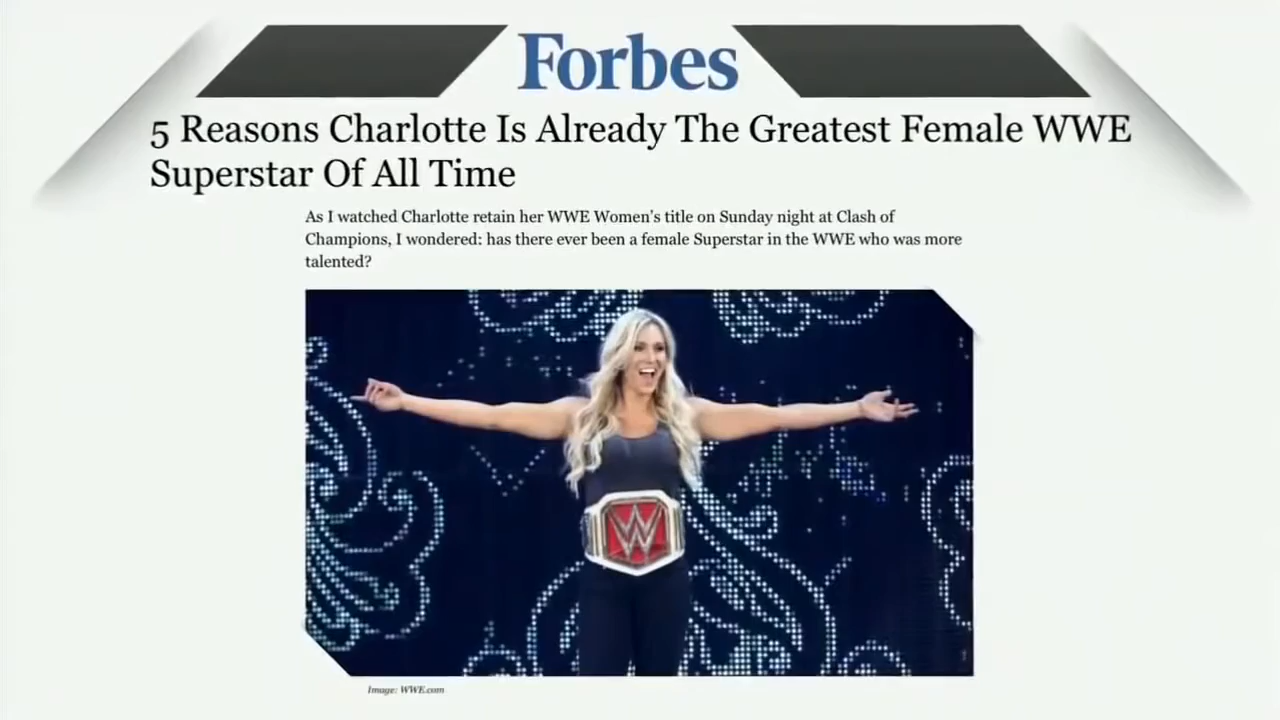 Forbes
5 Reasons Charlotte Is Already The Greatest Female WWE
Superstar Of All Time
As I watched Charlotte retain her WWE Women's title on Sunday night at Clash of
Champions, I wondered: has there ever been a female Superstar in the WWE who was more
talented?
W
Image: WWE.com